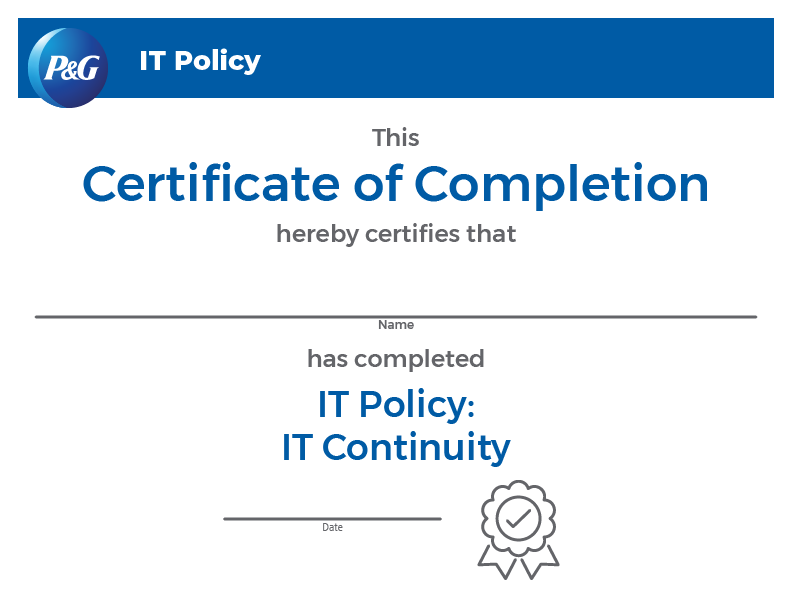 P&G
IT Policy
This
Certificate of Completion
hereby certifies that
Name
has completed
IT Policy:
IT Continuity
Date